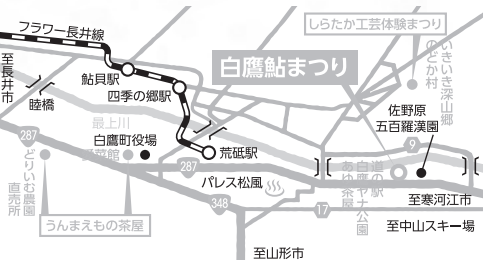 フラワー長井線
しらたか工芸体験まつり
白鷹鮎まつり
至長井市
鮎貝駅
四季の郷駅
睦橋
いきいき深山郷
のどか村
最上川
佐野原
五百羅漢園
287
白鷹町役場
菜館
荒砥駅
9
287
どりいむ農園
直売所
パレス松風
道の駅
白鷹ヤナ公園
あゆ茶屋
至寒河江市
うんまえもの茶屋
348
17
至中山スキー場
至山形市